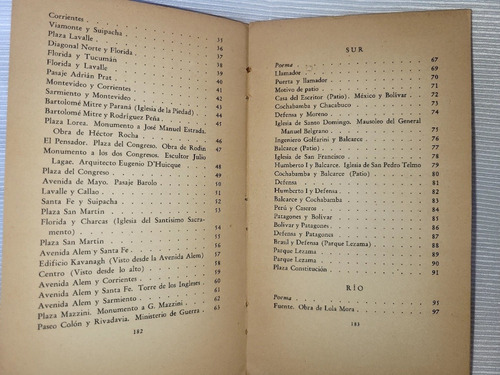 Corrientes . . . . . . . . . .
Viamonte y Suipacha . . . . . . . . 35
Plaza Lavalle . . . . . . . . . . 36
Diagonal Norte y Florida . . . . . . . 37
Florida y Tucumán . . . . . . . . 38
Florida y Lavalle . . . . . . . . 39
Pasaje Adrián Prat . . . . . . . . 40
Montevideo y Corrientes . . . . . . . 41
Sarmiento y Montevideo . . . . . . . 42
Bartolomé Mitre y Paraná (Iglesia de la Piedad) . 43
Bartolomé Mitre y Rodríguez Peña . . . . 44
Plaza Lorea. Monumento a José Manuel Estrada. 45
Obra de Héctor Rocha . . . . . . 46
El Pensador. Plaza del Congreso. Obra de Rodin 47
Monumento a los dos Congresos. Escultor Julio
Lagar. Arquitecto Eugenio D'Huicque . . 48
Plaza del Congreso . . . . . . . . 49
Avenida de Mayo. Pasaje Barolo . . . . .
Lavalle y Callao . . . . . . . . .
Santa Fe y Suipacha . . . . . . . .
Plaza San Martín . . . . . . . . .
Florida y Charcas (Iglesia del Santísimo Sacra-
mento) . . . . . . . . . . 54
Plaza San Martín . . . . . . . . . 55
Avenida Alem y Santa Fe . . . . . . . 56
Edificio Kavanagh (Visto desde la Avenida Alem) 57
Centro (Visto desde lo alto) . . . . . . 58
Avenida Alem y Corrientes . . . . . . 59
Avenida Alem y Santa Fe. Torre de los Ingleses 60
Avenida Alem y Sarmiento . . . . . . 61
Plaza Mazzini. Monumento a G. Mazzini . . . 62
Paseo Colón y Rivadavia. Ministerio de Guerra . 63
182
SUR
Poema . . . . . . . . . . . 67
Llamador . . . . . . . . . . 69
Puerta y llamador . . . . . . . . 70
Motivo de patio . . . . . . . . . 71
Casa del Escritor (Patio). México y Bolívar . . 72
Cochabamba y Chacabuco . . . . . . 73
Defensa y Moreno . . . . . . . . 74
Iglesia de Santo Domingo. Mausoleo del General
Manuel Belgrano . . . . . . . . 75
Ingeniero Golfarini y Balcarce . . . . . 76
Balcarce (Patio) . . . . . . . . . 77
Iglesia de San Francisco . . . . . . . 78
Humberto I y Balcarce. Iglesia de San Pedro Telmo 79
Cochabamba y Balcarce (Patio) . . . . . 80
Defensa . . . . . . . . . . 81
Humberto I y Defensa . . . . . . . 82
Balcarce y Cochabamba . . . . . . . 83
Perú y Cueros . . . . . . . . . 84
Patagones y Bolívar . . . . . . . . 85
Bolívar y Patagones . . . . . . . . 86
Defensa y Patagones . . . . . . . . 87
Brasil y Defensa (Parque Lezama) . . . . 88
Parque Lezama . . . . . . . . . 89
Parque Lezama . . . . . . . . . 90
Plaza Constitución . . . . . . . . 91
RÍO
Poema . . . . . . . . . . . 95
Fuente. Obra de Lola Mora . . . . . . 97
183